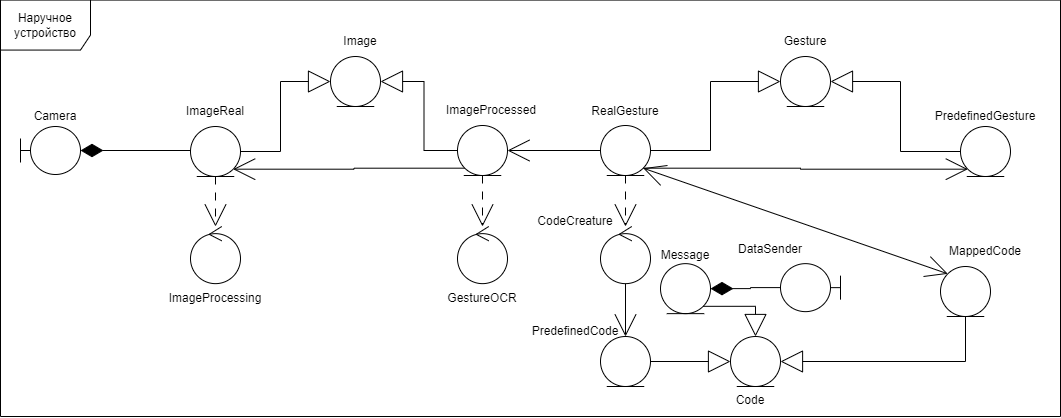 Наручное
устройство
Image
Gesture
Camera
ImageReal
ImageProcessed
RealGesture
PredefinedGesture
CodeCreature
Message
DataSender
MappedCode
ImageProcessing
GestureOCR
PredefinedCode
Code